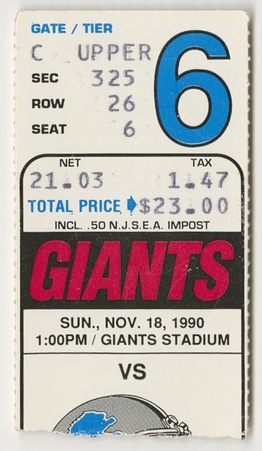 GATE / TIER
C UPPER
6
SEC 325
ROW 26
SEAT 6
NET TAX
21.03 1.47
TOTAL PRICE $23.00
INCL. .50 N.J.S.E.A. IMPOST
GIANTS
SUN., NOV. 18, 1990
1:00PM / GIANTS STADIUM
VS